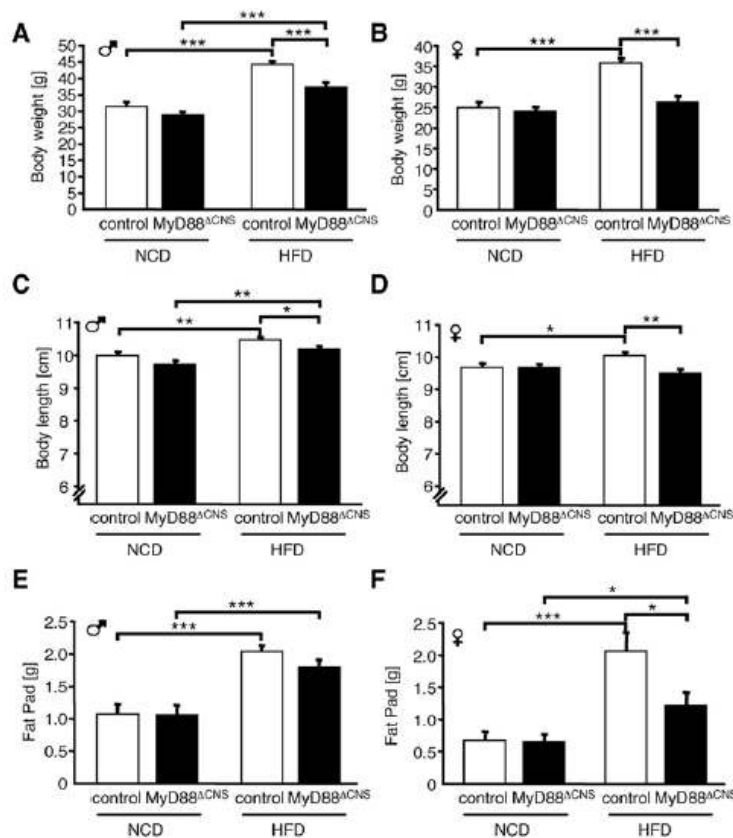 A
♂
***
***
***
Body weight [g]
50
45
40
35
30
25
20
15
10
5
0
control MyD88ΔCNS control MyD88ΔCNS
NCD HFD
B
♀
***
***
Body weight [g]
40
35
30
25
20
15
10
5
0
control MyD88ΔCNS control MyD88ΔCNS
NCD HFD
C
♂
**
**
*
Body length [cm]
11
10
9
8
7
6
control MyD88ΔCNS control MyD88ΔCNS
NCD HFD
D
♀
*
**
Body length [cm]
11
10
9
8
7
6
control MyD88ΔCNS control MyD88ΔCNS
NCD HFD
E
♂
***
***
Fat Pad [g]
2.5
2.0
1.5
1.0
0.5
0
control MyD88ΔCNS control MyD88ΔCNS
NCD HFD
F
♀
*
***
*
Fat Pad [g]
2.5
2.0
1.5
1.0
0.5
0
control MyD88ΔCNS control MyD88ΔCNS
NCD HFD